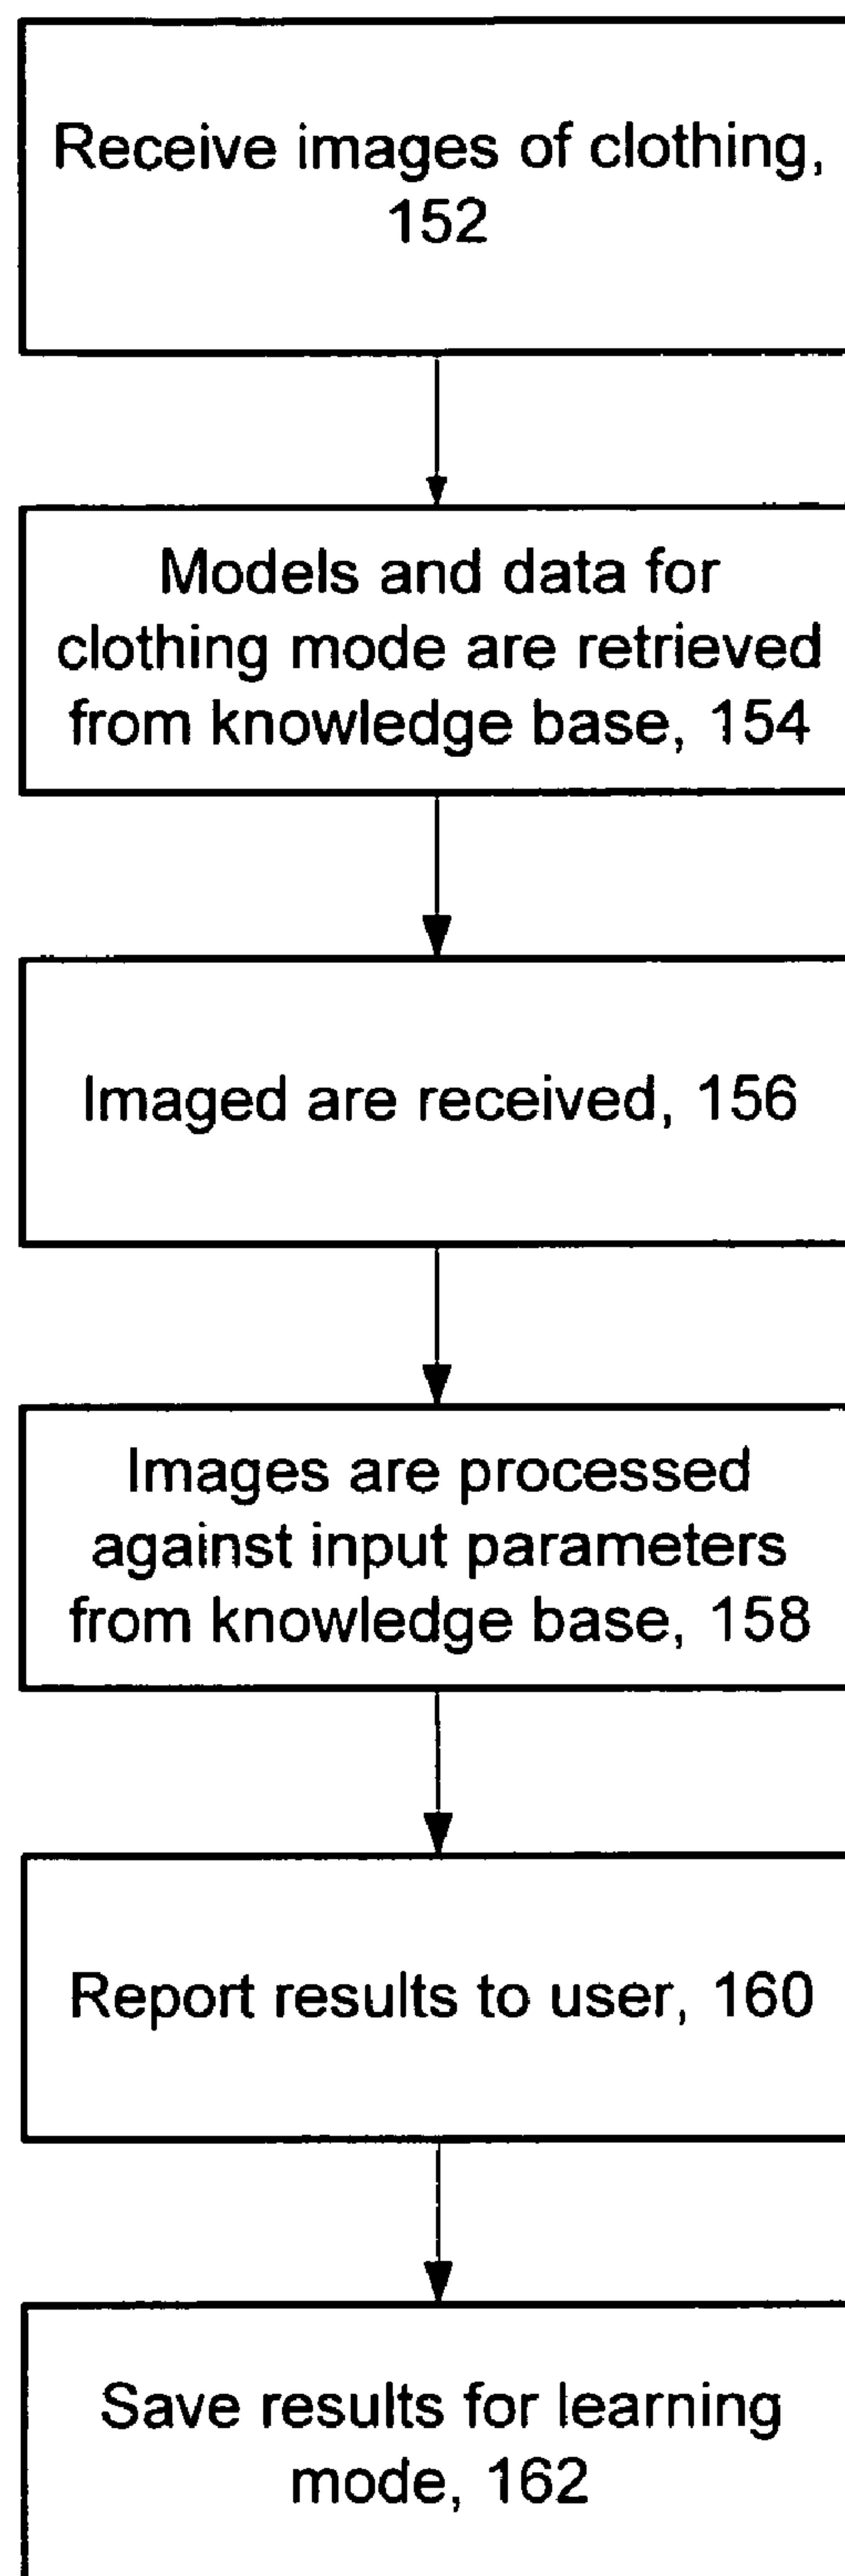 Receive images of clothing,
152
Models and data for
clothing mode are retrieved
from knowledge base, 154
Imaged are received, 156
Images are processed
against input parameters
from knowledge base, 158
Report results to user, 160
Save results for learning
mode, 162